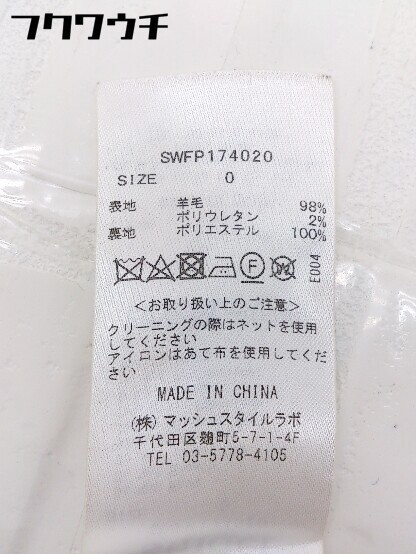 フクワウチ
SWFP174020
SIZE 0
表地 羊毛 98%
ポリウレタン 2%
裏地 ポリエステル 100%
F W E004
<お取り扱い上のご注意>
クリーニングの際はネットを使用
してください
アイロンはあて布を使用してくだ
さい
MADE IN CHINA
(株)マッシュスタイルラボ
千代田区麹町5-7-1-4F
TEL 03-5778-4105